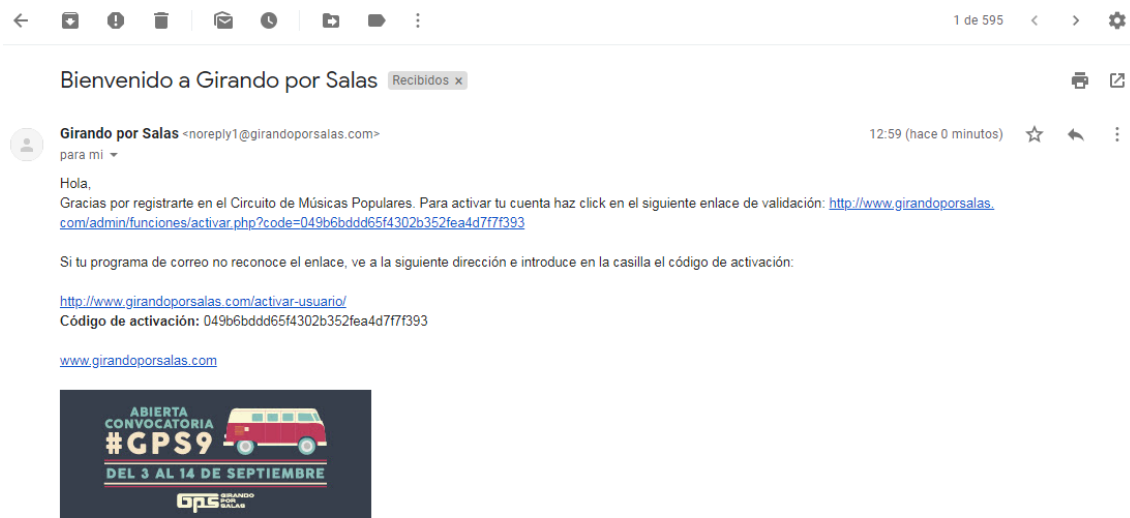 1 de 595
Bienvenido a Girando por Salas Recibidos x
Girando por Salas <noreply1@girandoporsalas.com> 12:59 (hace 0 minutos)
para mi
Hola,
Gracias por registrarte en el Circuito de Músicas Populares. Para activar tu cuenta haz click en el siguiente enlace de validación: http://www.girandoporsalas.
com/admin/funciones/activar.php?code=049b6bddd65f4302b352fea4d7f7f393
Si tu programa de correo no reconoce el enlace, ve a la siguiente dirección e introduce en la casilla el código de activación:
http://www.girandoporsalas.com/activar-usuario/
Código de activación: 049b6bddd65f4302b352fea4d7f7f393
www.girandoporsalas.com
ABIERTA
CONVOCATORIA
#GPS9
DEL 3 AL 14 DE SEPTIEMBRE
GPS GIRANDO
POR
SALAS